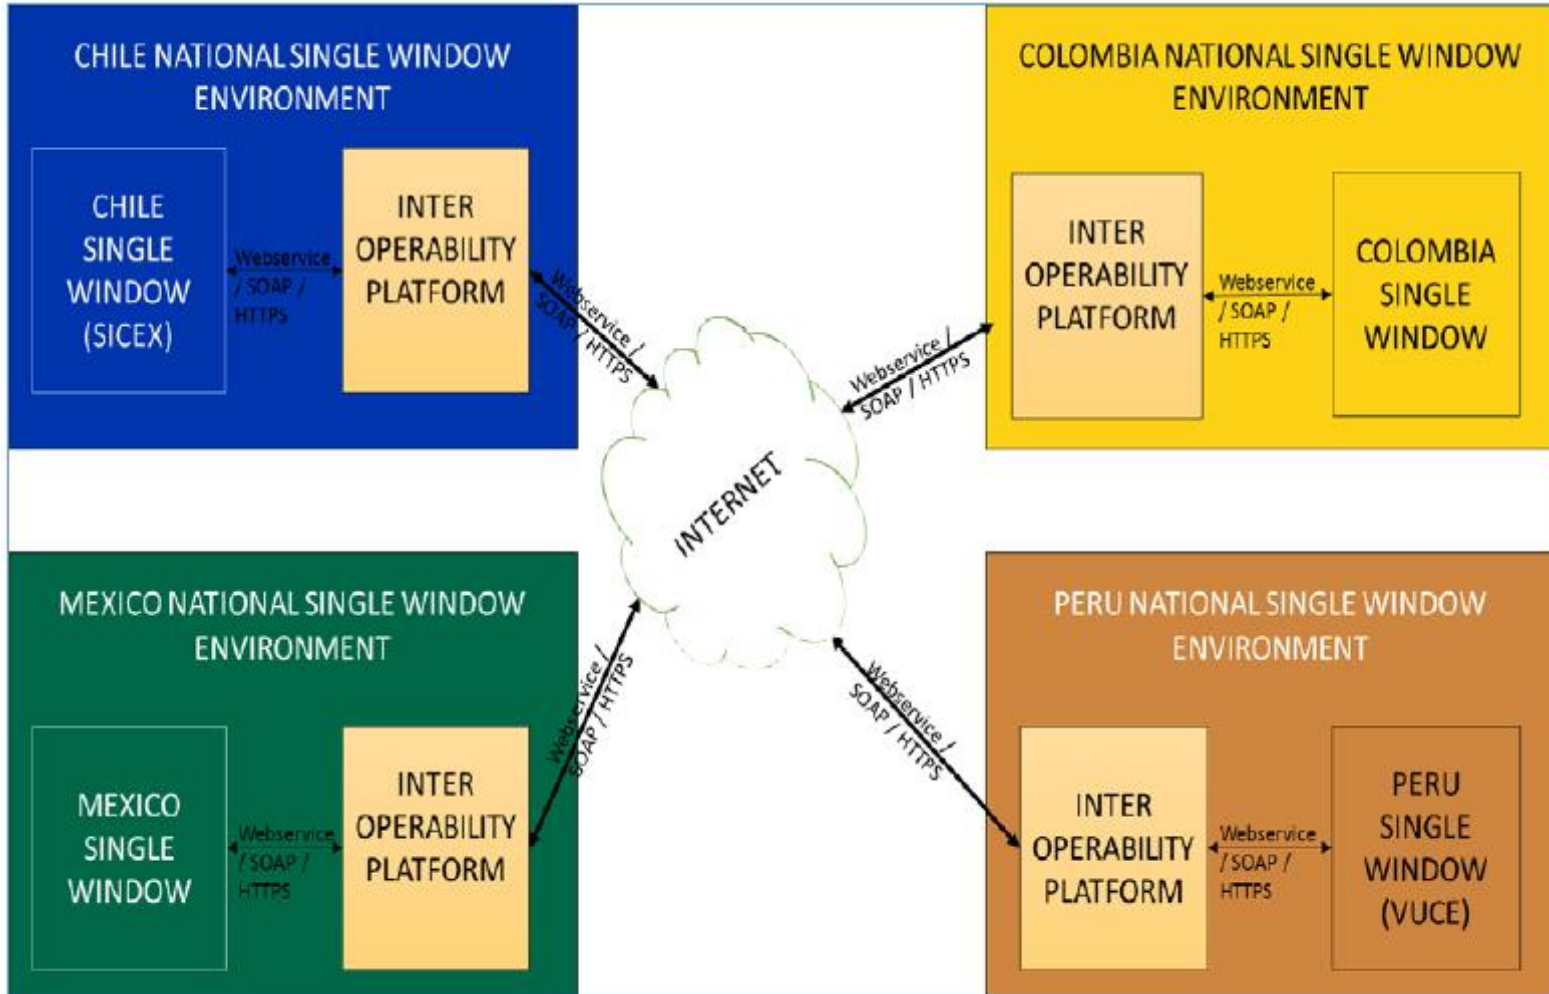 CHILE NATIONAL SINGLE WINDOW
ENVIRONMENT
CHILE
SINGLE
WINDOW
(SICEX)
Webservice
/ SOAP /
HTTPS
INTER
OPERABILITY
PLATFORM
Webservice /
SOAP / HTTPS
COLOMBIA NATIONAL SINGLE WINDOW
ENVIRONMENT
INTER
OPERABILITY
PLATFORM
Webservice
/ SOAP /
HTTPS
COLOMBIA
SINGLE
WINDOW
Webservice /
SOAP / HTTPS
INTERNET
MEXICO NATIONAL SINGLE WINDOW
ENVIRONMENT
MEXICO
SINGLE
WINDOW
Webservice
/ SOAP /
HTTPS
INTER
OPERABILITY
PLATFORM
Webservice /
SOAP / HTTPS
PERU NATIONAL SINGLE WINDOW
ENVIRONMENT
Webservice /
SOAP / HTTPS
INTER
OPERABILITY
PLATFORM
Webservice
/ SOAP /
HTTPS
PERU
SINGLE
WINDOW
(VUCE)